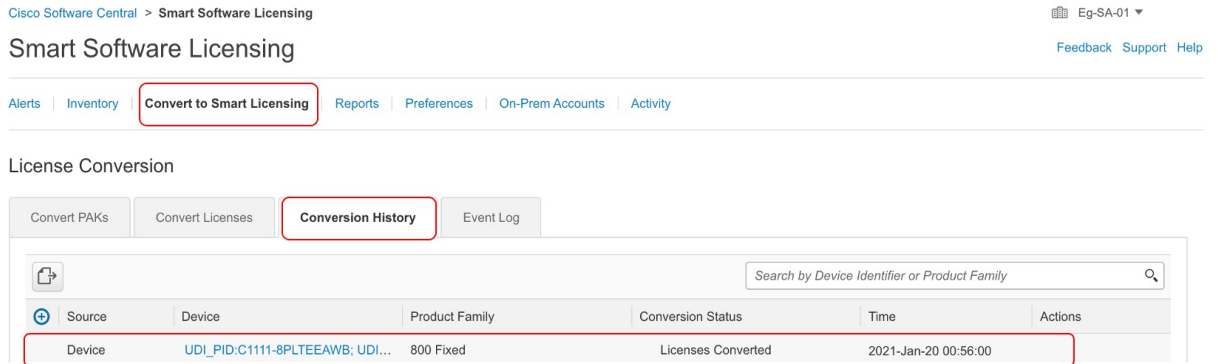 Cisco Software Central > Smart Software Licensing
Eg-SA-01
Smart Software Licensing
Feedback Support Help
Alerts Inventory Convert to Smart Licensing Reports Preferences On-Prem Accounts Activity
License Conversion
Convert PAKs Convert Licenses Conversion History Event Log
Search by Device Identifier or Product Family
Source Device Product Family Conversion Status Time Actions
Device UDI_PID:C1111-8PLTEEAWB; UDI... 800 Fixed Licenses Converted 2021-Jan-20 00:56:00